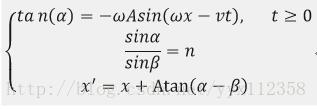 tan(α) = −ωAsin(ωx − vt), t ≥ 0
sinα/sinβ = n
x′ = x + Atan(α − β)